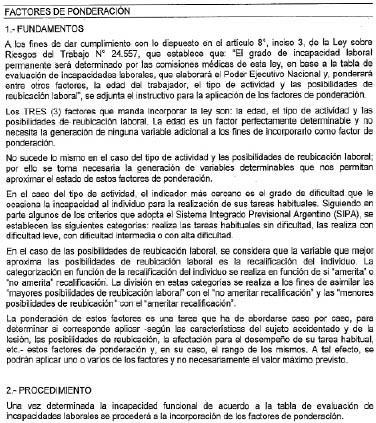 FACTORES DE PONDERACIÓN
1.- FUNDAMENTOS
A los fines de dar cumplimiento con lo dispuesto en el artículo 8°, inciso 3, de la Ley sobre
Riesgos del Trabajo N° 24.557, que establece que: "El grado de incapacidad laboral
permanente será determinado por las comisiones médicas de esta ley, en base a la tabla de
evaluación de incapacidades laborales, que elaborará el Poder Ejecutivo Nacional y, ponderará
entre otros factores, la edad del trabajador, el tipo de actividad y las posibilidades de
reubicación laboral", se adjunta el instructivo para la aplicación de los factores de ponderación.
Los TRES (3) factores que manda incorporar la ley son: la edad, el tipo de actividad y las
posibilidades de reubicación laboral. La edad es un factor perfectamente determinable y no
necesita la generación de ninguna variable adicional a los fines de incorporarlo como factor de
ponderación.
No sucede lo mismo en el caso del tipo de actividad y las posibilidades de reubicación laboral;
por ello se torna necesaria la generación de variables determinables que nos permitan
aproximar el estado de estos factores de ponderación.
En el caso del tipo de actividad, el indicador más cercano es el grado de dificultad que le
ocasiona la incapacidad al individuo para la realización de sus tareas habituales. Siguiendo en
parte algunos de los criterios que adopta el Sistema Integrado Previsional Argentino (SIPA), se
establecen las siguientes categorías: realiza las tareas habituales sin dificultad, las realiza con
dificultad leve, con dificultad intermedia o con alta dificultad.
En el caso de las posibilidades de reubicación laboral, se considera que la variable que mejor
aproxima las posibilidades de reubicación laboral es la recalificación del individuo. La
categorización en función de la recalificación del individuo se realiza en función de si "amerita" o
"no amerita" recalificación. La división en estas categorías se realiza a los fines de asimilar las
"mayores posibilidades de reubicación laboral" con el "no ameritar recalificación" y las "menores
posibilidades de reubicación" con el "ameritar recalificación".
La ponderación de estos factores es una tarea que ha de abordarse caso por caso, para
determinar si corresponde aplicar -según las características del sujeto accidentado y de la
lesión, las posibilidades de reubicación, la afectación para el desempeño de su tarea habitual,
etc.- estos factores de ponderación y, en su caso, el rango de los mismos. A tal efecto, se
podrán aplicar uno o varios de los factores y no necesariamente el valor máximo previsto.
2.- PROCEDIMIENTO
Una vez determinada la incapacidad funcional de acuerdo a la tabla de evaluación de
incapacidades laborales se procederá a la incorporación de los factores de ponderación.